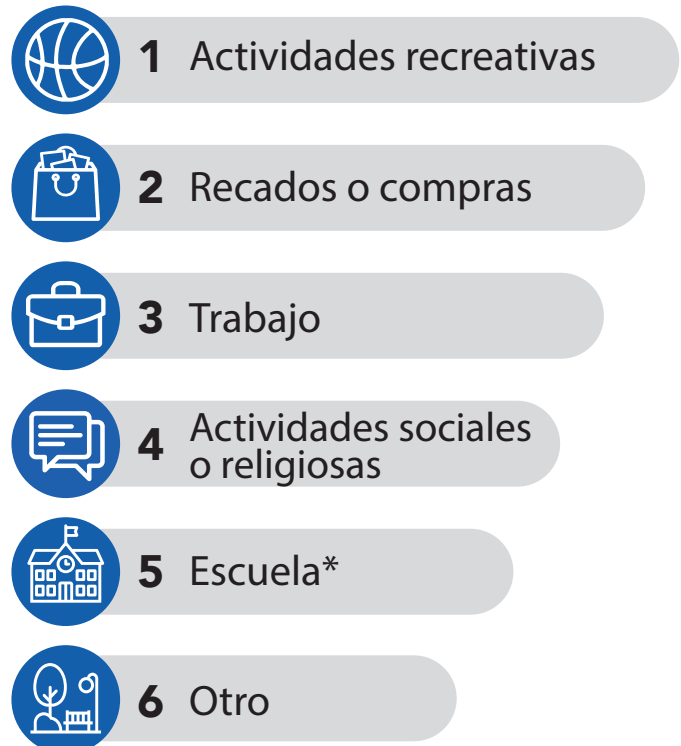 1 Actividades recreativas
2 Recados o compras
3 Trabajo
4 Actividades sociales
o religiosas
5 Escuela*
6 Otro